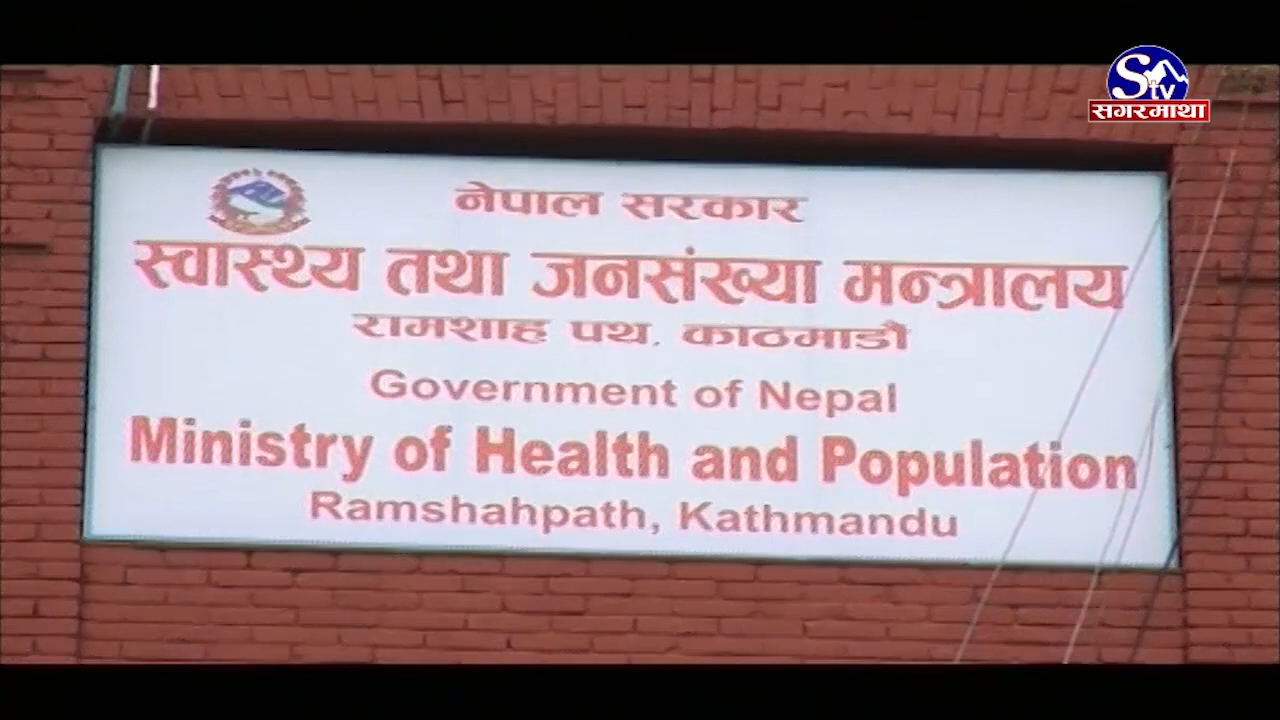 Stv
सगरमाथा
नेपाल सरकार
स्वास्थ्य तथा जनसंख्या मन्त्रालय
रामशाह पथ, काठमाडौं
Government of Nepal
Ministry of Health and Population
Ramshahpath, Kathmandu